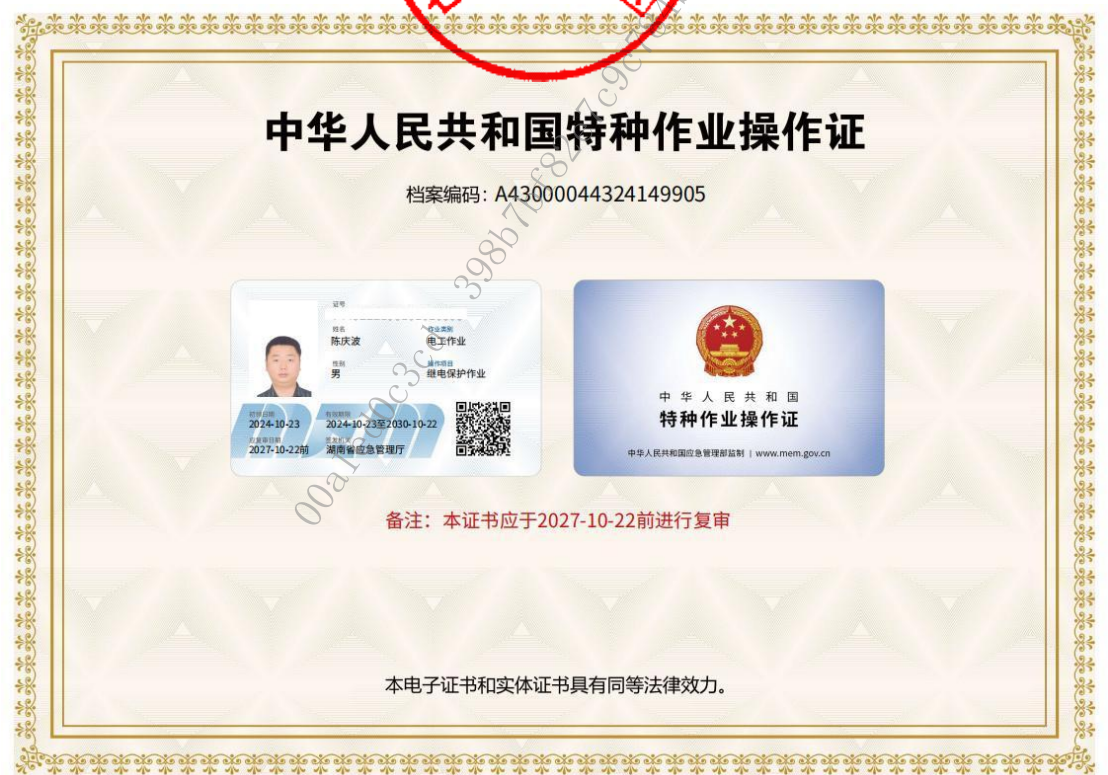 中华人民共和国特种作业操作证
档案编码：A43000044324149905
证号
姓名
陈庆波
作业类别
电工作业
性别
男
操作项目
继电保护作业
初领日期
2024-10-23
有效期限
2024-10-23至2030-10-22
应复审日期
2027-10-22前
签发机关
湖南省应急管理厅
中华人民共和国
特种作业操作证
中华人民共和国应急管理部监制 | www.mem.gov.cn
备注：本证书应于2027-10-22前进行复审
本电子证书和实体证书具有同等法律效力。